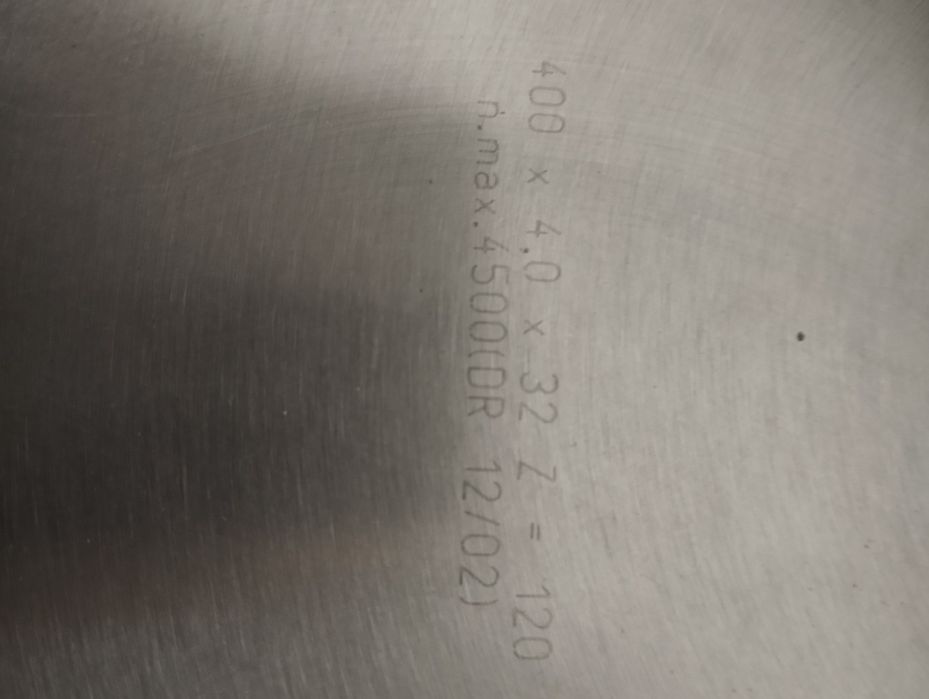 400 x 4,0 x 32 Z = 120
n.max.4500(DR 12/02)